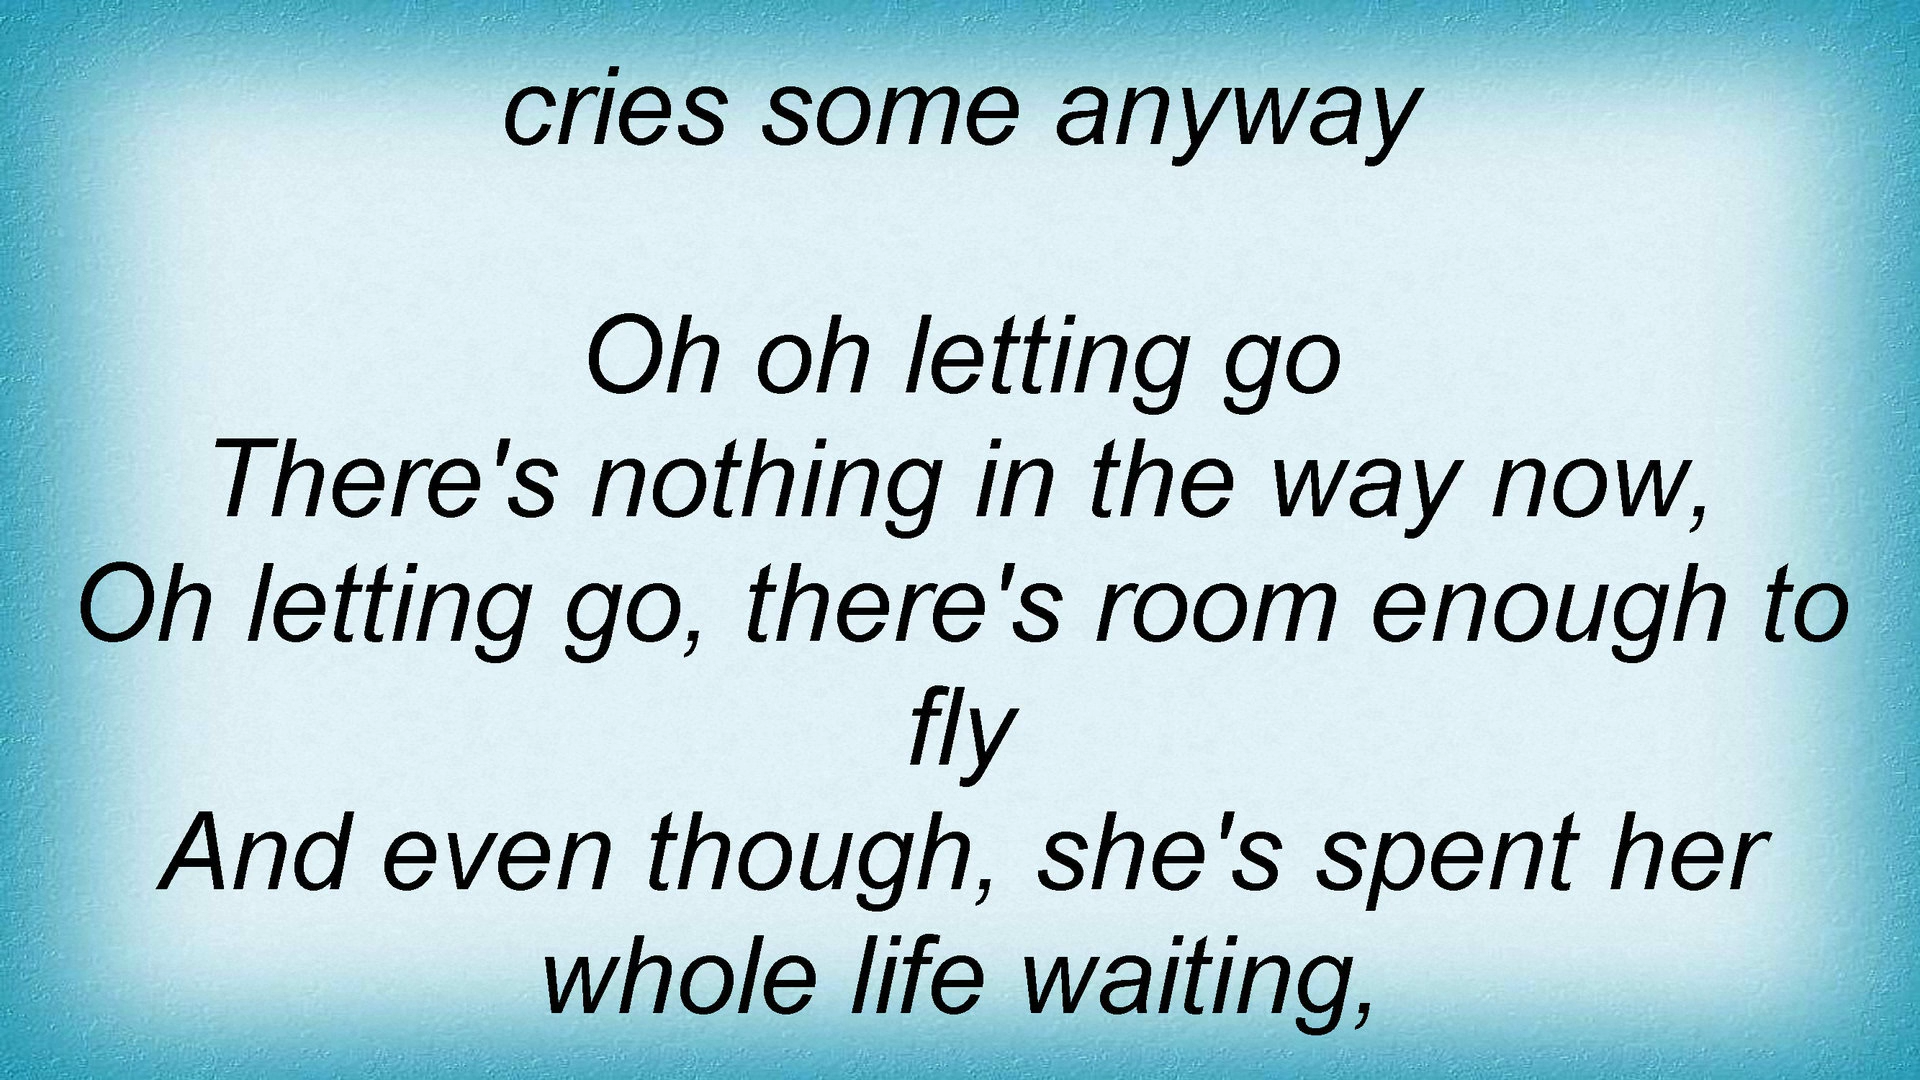 cries some anyway
Oh oh letting go
There's nothing in the way now,
Oh letting go, there's room enough to
fly
And even though, she's spent her
whole life waiting,